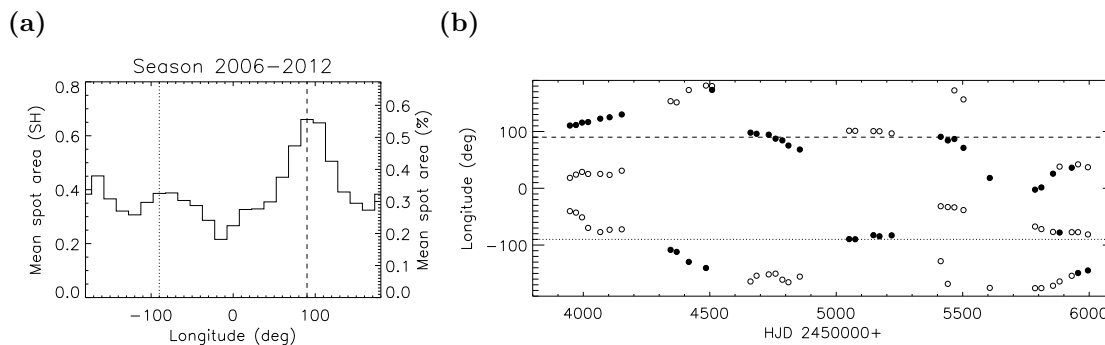 (a)
(b)
Season 2006−2012
Mean spot area (SH)
0.8
0.6
0.4
0.2
0.0
Mean spot area (%)
0.6
0.5
0.4
0.3
0.2
0.1
0.0
−100
0
100
Longitude (deg)
Longitude (deg)
100
0
−100
4000
4500
5000
5500
6000
HJD 2450000+